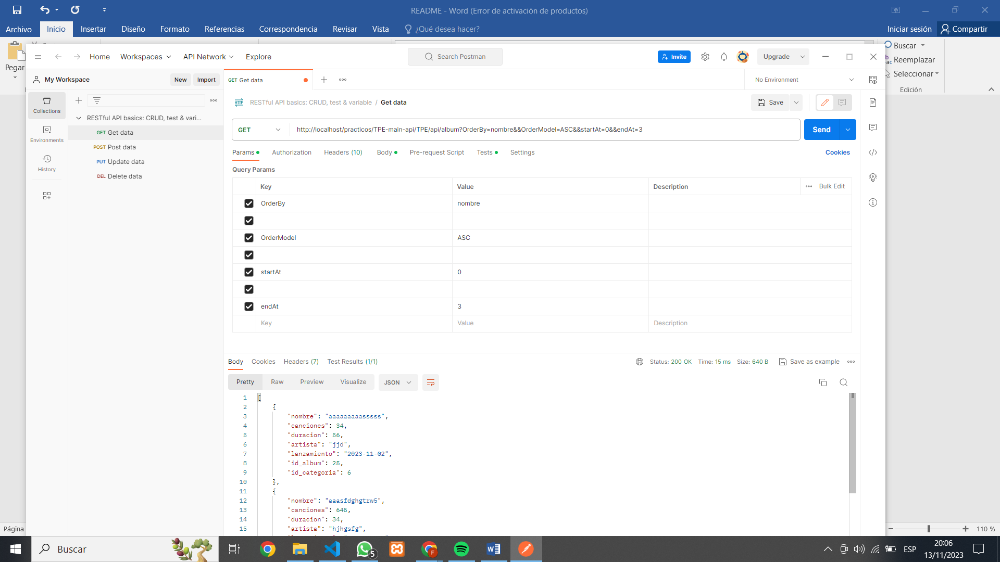 README - Word (Error de activación de productos)
Archivo Inicio Insertar Diseño Formato Referencias Correspondencia Revisar Vista ¿Qué desea hacer? Iniciar sesión Compartir
Pegar
Buscar
Reemplazar
Seleccionar
Edición
Home Workspaces API Network Explore Search Postman Invite Upgrade
My Workspace New Import GET Get data No Environment
Collections
Environments
History
RESTful API basics: CRUD, test & vari...
GET Get data
POST Post data
PUT Update data
DEL Delete data
HTTP RESTful API basics: CRUD, test & variable / Get data Save
GET http://localhost/practicos/TPE-main-api/TPE/api/album?OrderBy=nombre&&OrderModel=ASC&&startAt=0&&endAt=3 Send
Params Authorization Headers (10) Body Pre-request Script Tests Settings Cookies
Query Params
Key Value Description Bulk Edit
OrderBy nombre
OrderModel ASC
startAt 0
endAt 3
Key Value Description
Body Cookies Headers (7) Test Results (1/1) Status: 200 OK Time: 15 ms Size: 640 B Save as example
Pretty Raw Preview Visualize JSON
1 [
2 {
3 "nombre": "aaaaaaaaasssss",
4 "canciones": 34,
5 "duracion": 56,
6 "artista": "jjd",
7 "lanzamiento": "2023-11-02",
8 "id_album": 25,
9 "id_categoria": 6
10 },
11 {
12 "nombre": "aaasfdghgtrw5",
13 "canciones": 645,
14 "duracion": 34,
15 "artista": "hjhgsfg",
Página 110 %
Buscar 5 F ESP 20:06
13/11/2023